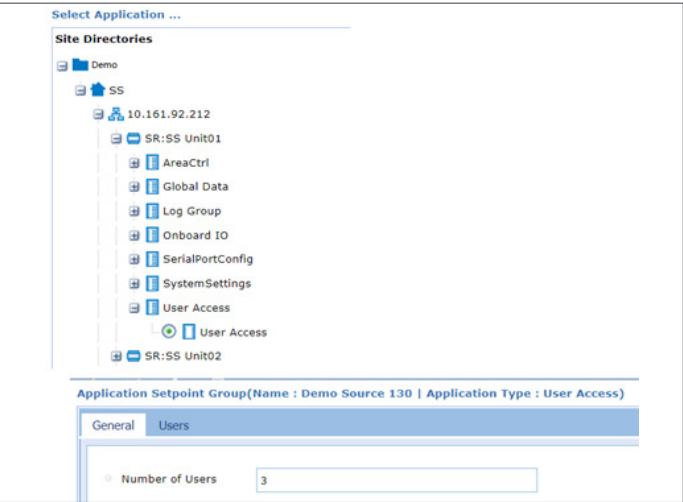 Select Application ...
Site Directories
Demo
SS
10.161.92.212
SR:SS Unit01
AreaCtrl
Global Data
Log Group
Onboard IO
SerialPortConfig
SystemSettings
User Access
User Access
SR:SS Unit02
Application Setpoint Group(Name : Demo Source 130 | Application Type : User Access)
General Users
Number of Users 3